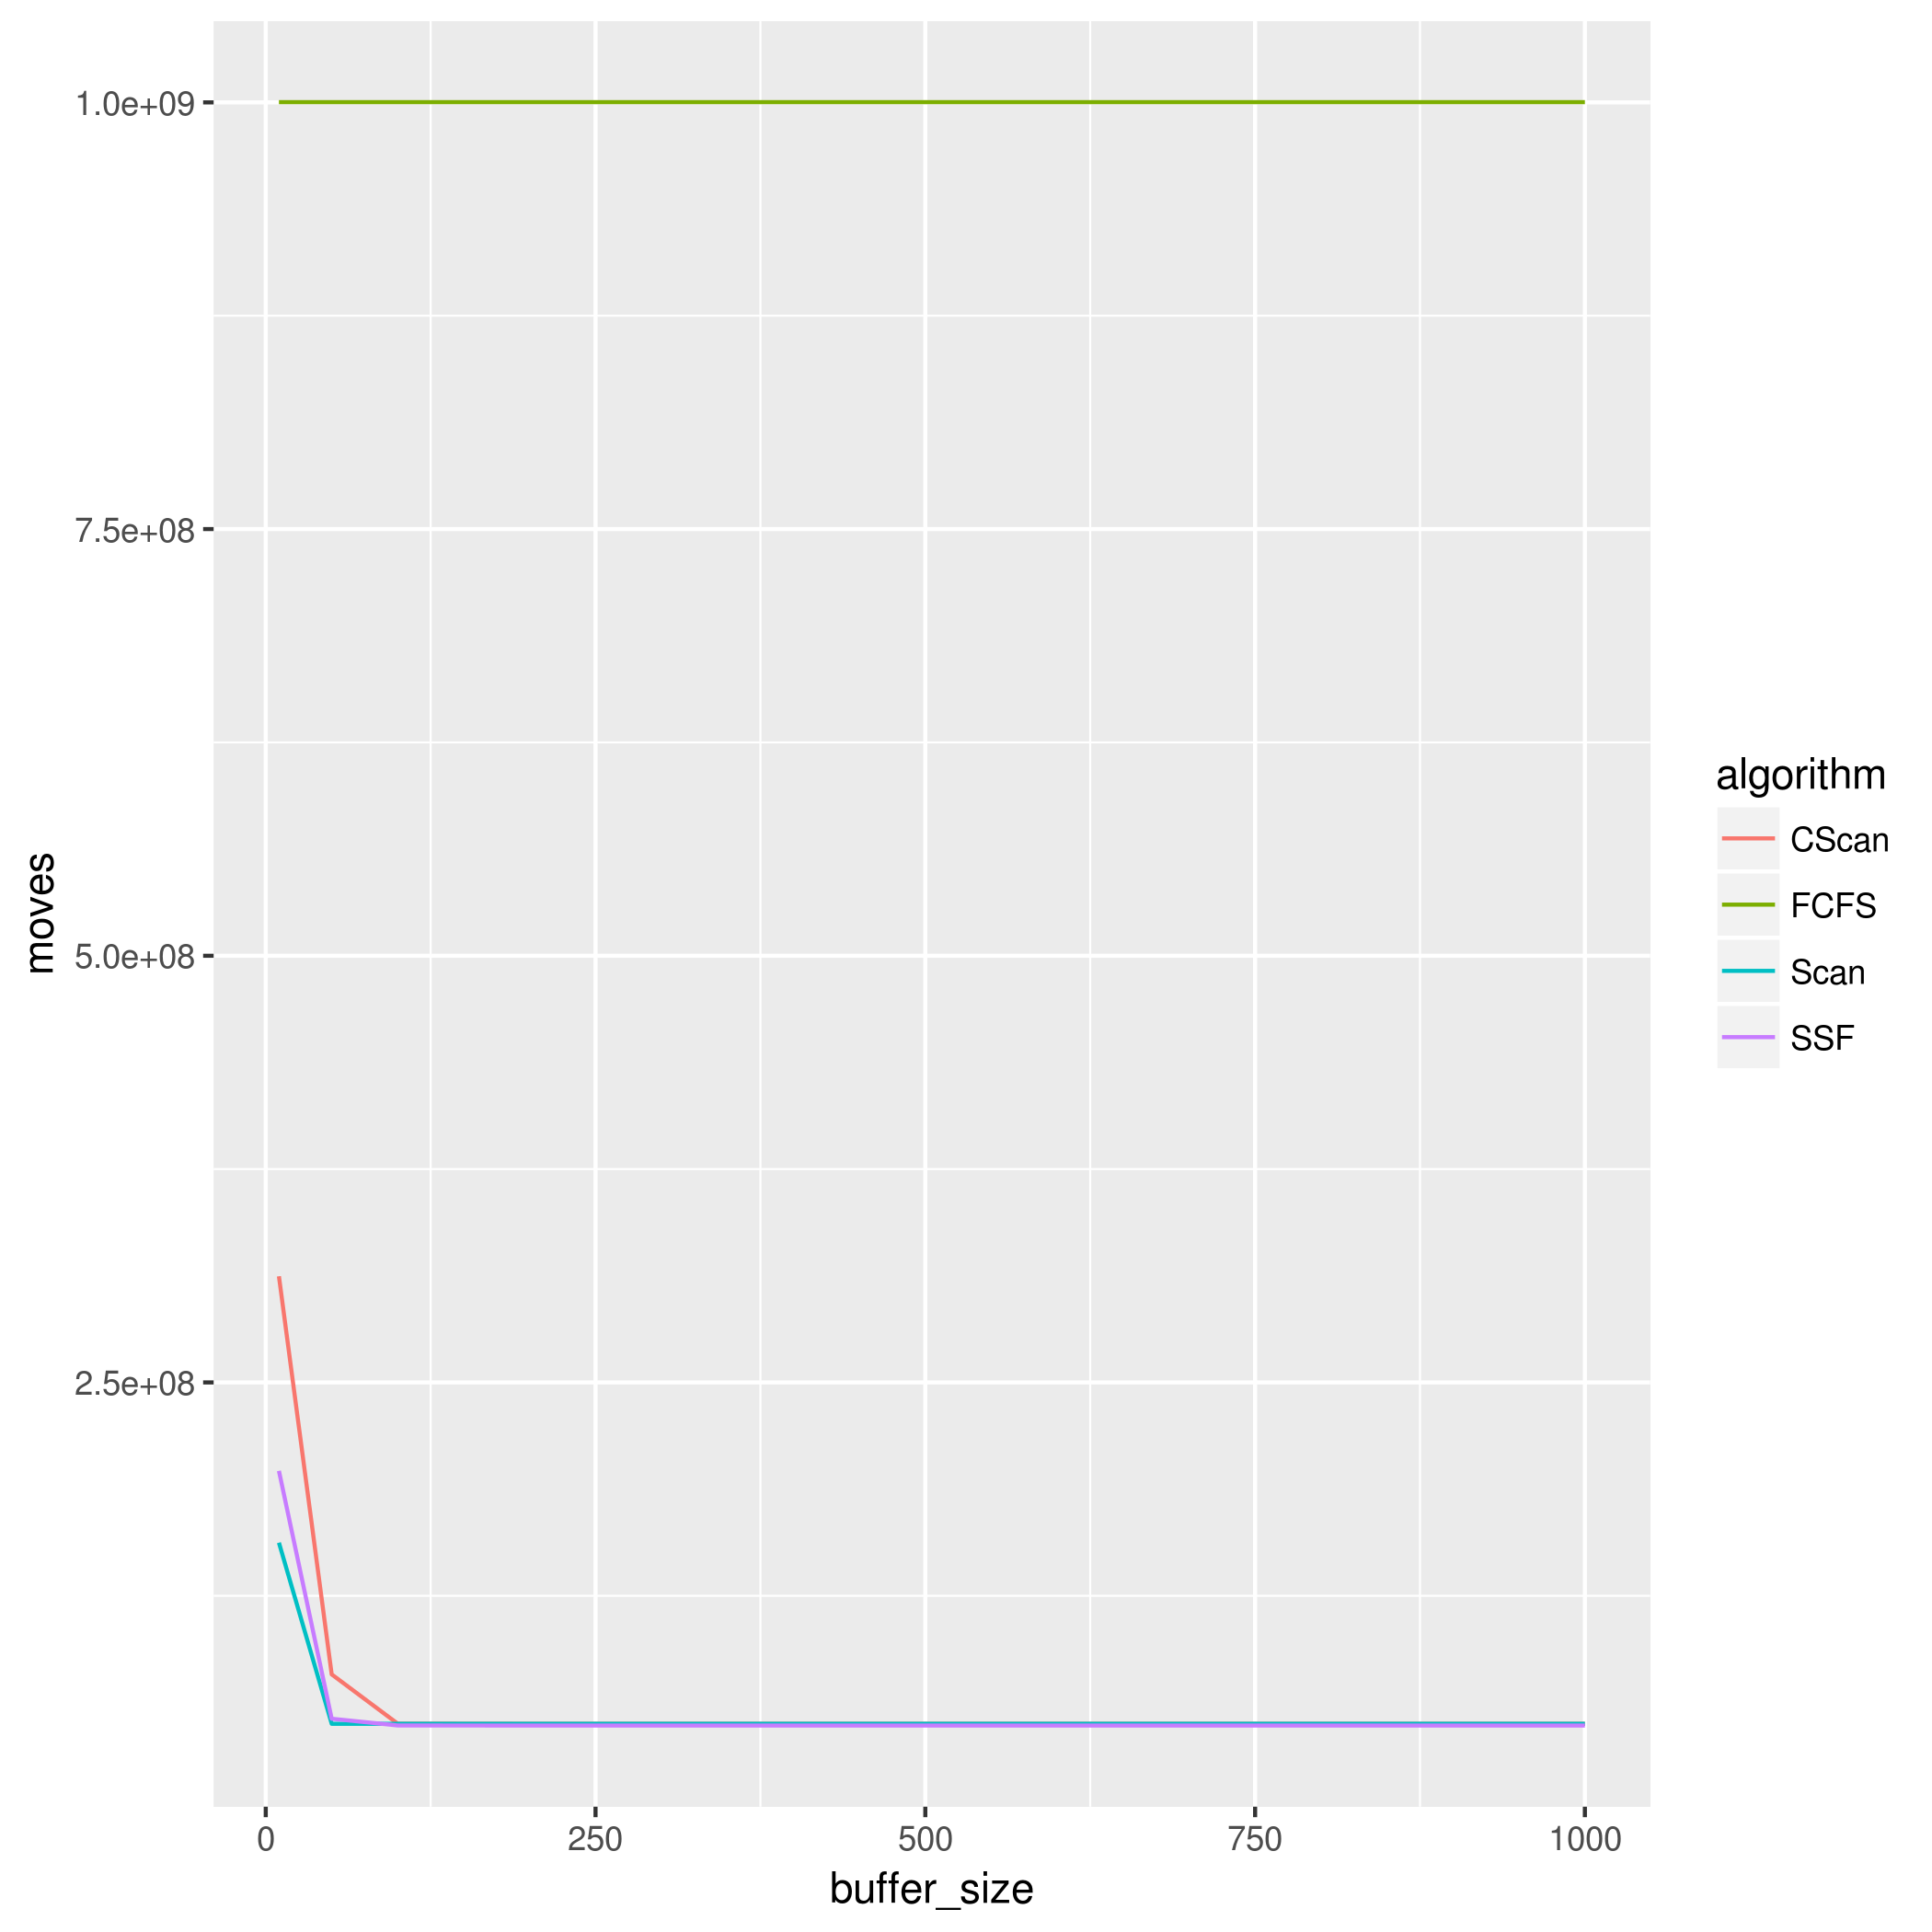 1.0e+09
7.5e+08
5.0e+08
2.5e+08
moves
0 250 500 750 1000
buffer_size
algorithm
CScan
FCFS
Scan
SSF